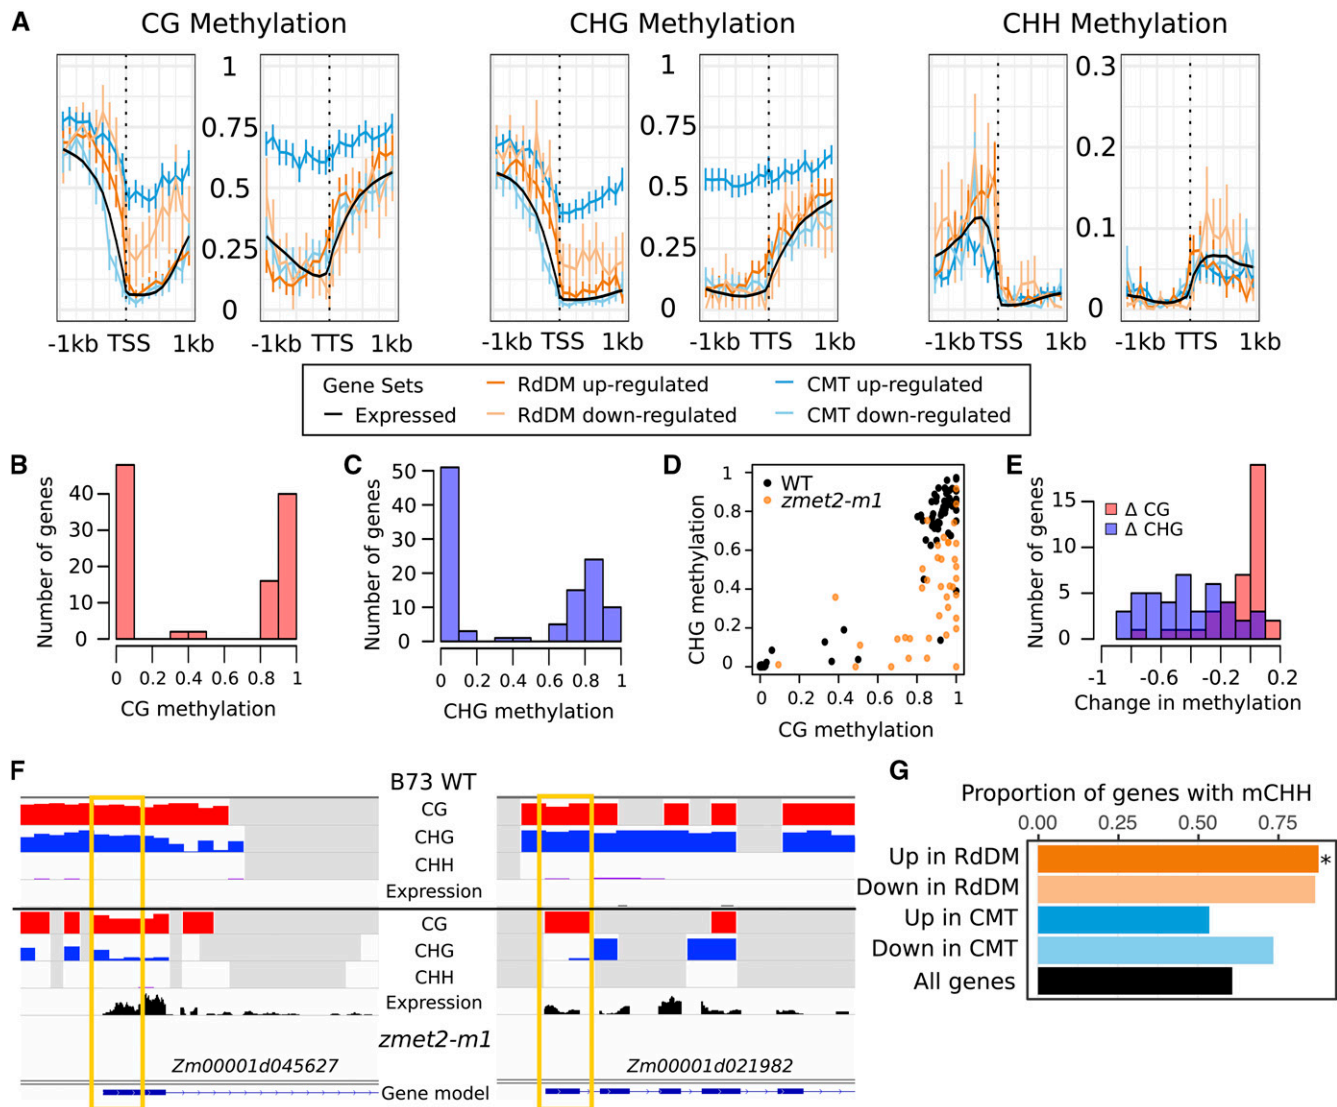 A
CG Methylation
CHG Methylation
CHH Methylation
1
0.75
0.5
0.25
0
1
0.75
0.5
0.25
0
0.3
0.2
0.1
0
-1kb TSS 1kb
-1kb TTS 1kb
-1kb TSS 1kb
-1kb TTS 1kb
-1kb TSS 1kb
-1kb TTS 1kb
Gene Sets
Expressed
RdDM up-regulated
RdDM down-regulated
CMT up-regulated
CMT down-regulated
B
Number of genes
40
30
20
10
0
0 0.2 0.4 0.6 0.8 1
CG methylation
C
Number of genes
50
40
30
20
10
0
0 0.2 0.4 0.6 0.8 1
CHG methylation
D
CHG methylation
1
0.8
0.6
0.4
0.2
0
WT
zmet2-m1
0 0.2 0.4 0.6 0.8 1
CG methylation
E
Number of genes
15
10
5
0
Δ CG
Δ CHG
-1 -0.6 -0.2 0.2
Change in methylation
F
B73 WT
CG
CHG
CHH
Expression
CG
CHG
CHH
Expression
zmet2-m1
Zm00001d045627
Zm00001d021982
Gene model
G
Proportion of genes with mCHH
0.00 0.25 0.50 0.75
Up in RdDM
*
Down in RdDM
Up in CMT
Down in CMT
All genes